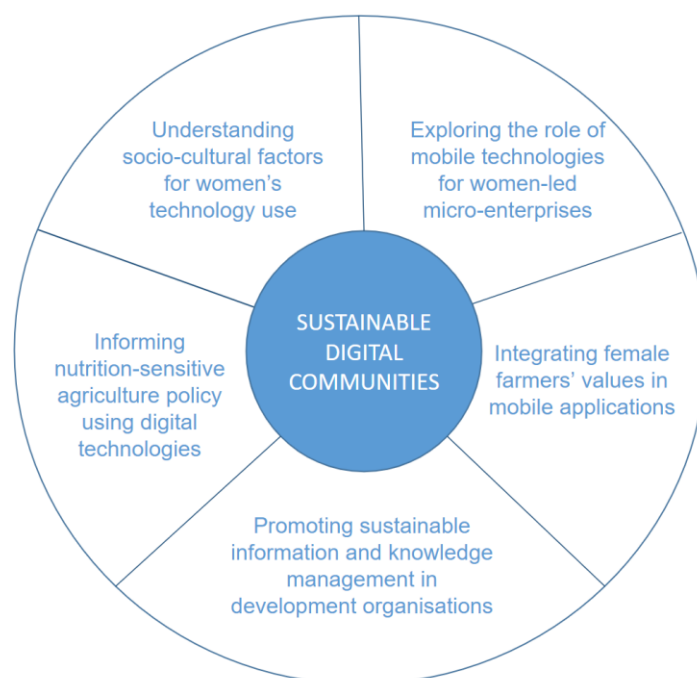 Understanding
socio-cultural factors
for women's
technology use
Exploring the role of
mobile technologies
for women-led
micro-enterprises
SUSTAINABLE
DIGITAL
COMMUNITIES
Informing
nutrition-sensitive
agriculture policy
using digital
technologies
Integrating female
farmers' values in
mobile applications
Promoting sustainable
information and knowledge
management in
development organisations